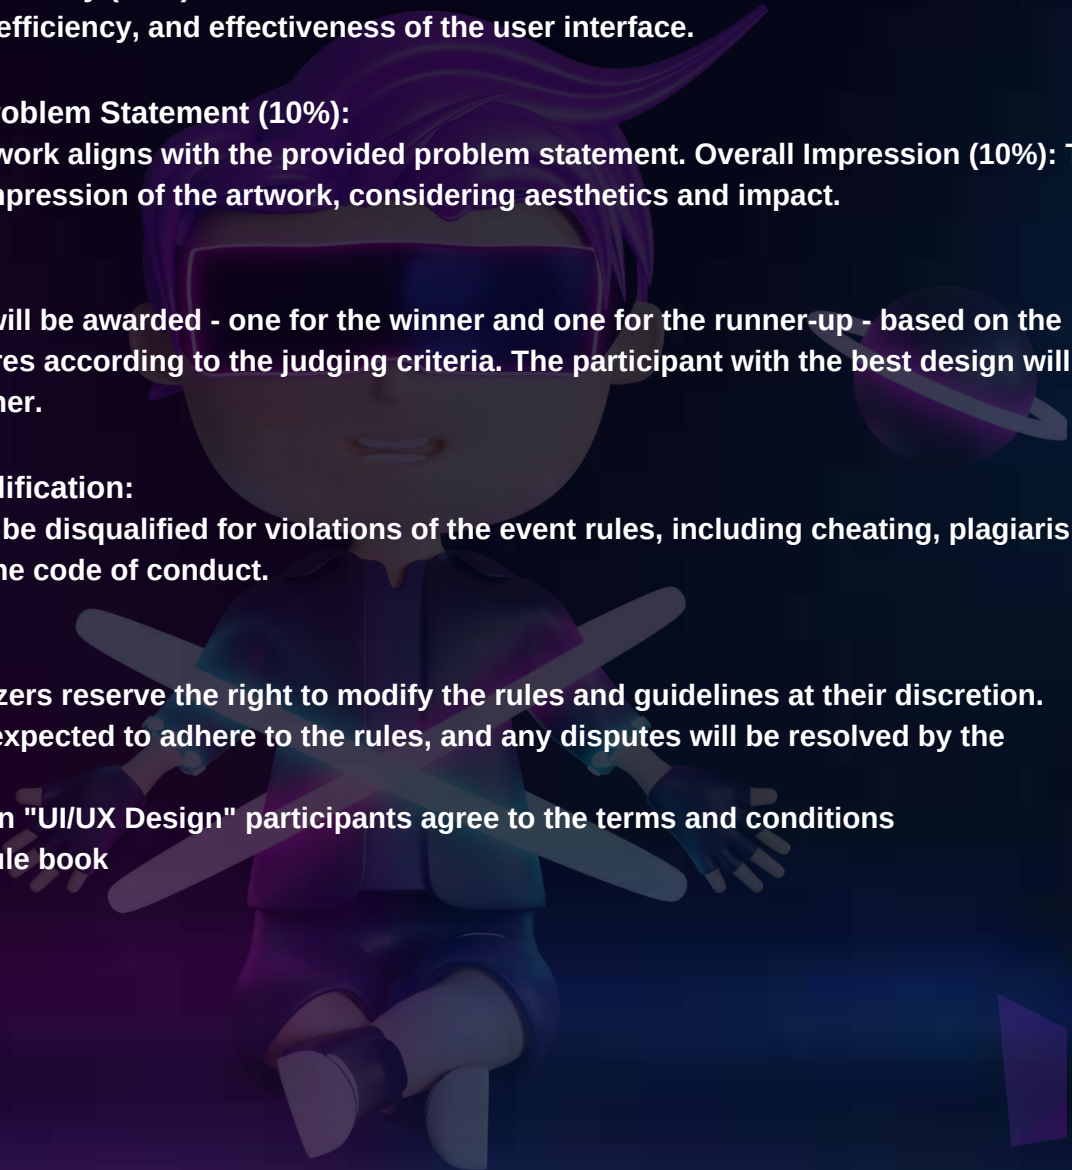 efficiency, and effectiveness of the user interface.
oblem Statement (10%):
work aligns with the provided problem statement. Overall Impression (10%): T
pression of the artwork, considering aesthetics and impact.
will be awarded - one for the winner and one for the runner-up - based on the
res according to the judging criteria. The participant with the best design will
ner.
lification:
be disqualified for violations of the event rules, including cheating, plagiaris
he code of conduct.
zers reserve the right to modify the rules and guidelines at their discretion.
expected to adhere to the rules, and any disputes will be resolved by the
n "UI/UX Design" participants agree to the terms and conditions
ule book